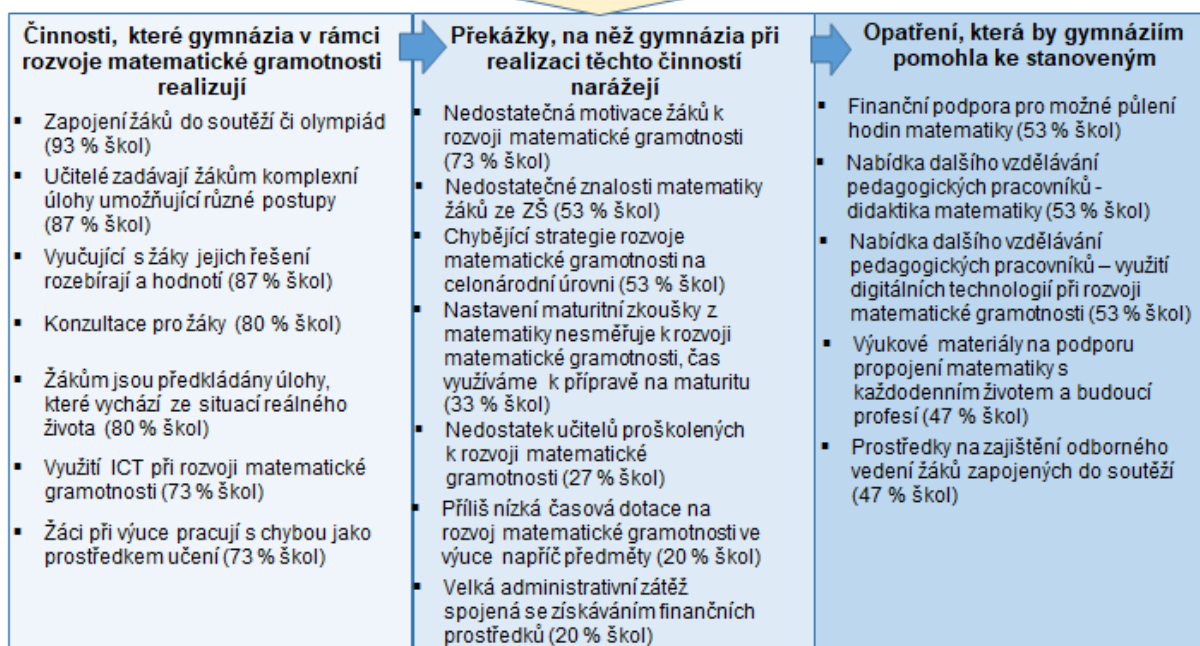 Činnosti, které gymnázia v rámci
rozvoje matematické gramotnosti
realizují
▪ Zapojení žáků do soutěží či olympiád
(93 % škol)
▪ Učitelé zadávají žákům komplexní
úlohy umožňující různé postupy
(87 % škol)
▪ Vyučující s žáky jejich řešení
rozebírají a hodnotí (87 % škol)
▪ Konzultace pro žáky (80 % škol)
▪ Žákům jsou předkládány úlohy,
které vychází ze situací reálného
života (80 % škol)
▪ Využití ICT při rozvoji matematické
gramotnosti (73 % škol)
▪ Žáci při výuce pracují s chybou jako
prostředkem učení (73 % škol)
Překážky, na něž gymnázia při
realizaci těchto činností
narážejí
▪ Nedostatečná motivace žáků k
rozvoji matematické gramotnosti
(73 % škol)
▪ Nedostatečné znalosti matematiky
žáků ze ZŠ (53 % škol)
▪ Chybějící strategie rozvoje
matematické gramotnosti na
celonárodní úrovni (53 % škol)
▪ Nastavení maturitní zkoušky z
matematiky nesměřuje k rozvoji
matematické gramotnosti, čas
využíváme k přípravě na maturitu
(33 % škol)
▪ Nedostatek učitelů proškolených
k rozvoji matematické
gramotnosti (27 % škol)
▪ Příliš nízká časová dotace na
rozvoj matematické gramotnosti ve
výuce napříč předměty (20 % škol)
▪ Velká administrativní zátěž
spojená se získáváním finančních
prostředků (20 % škol)
Opatření, která by gymnáziím
pomohla ke stanoveným
▪ Finanční podpora pro možné půlení
hodin matematiky (53 % škol)
▪ Nabídka dalšího vzdělávání
pedagogických pracovníků -
didaktika matematiky (53 % škol)
▪ Nabídka dalšího vzdělávání
pedagogických pracovníků – využití
digitálních technologií při rozvoji
matematické gramotnosti (53 % škol)
▪ Výukové materiály na podporu
propojení matematiky s
každodenním životem a budoucí
profesí (47 % škol)
▪ Prostředky na zajištění odborného
vedení žáků zapojených do soutěží
(47 % škol)